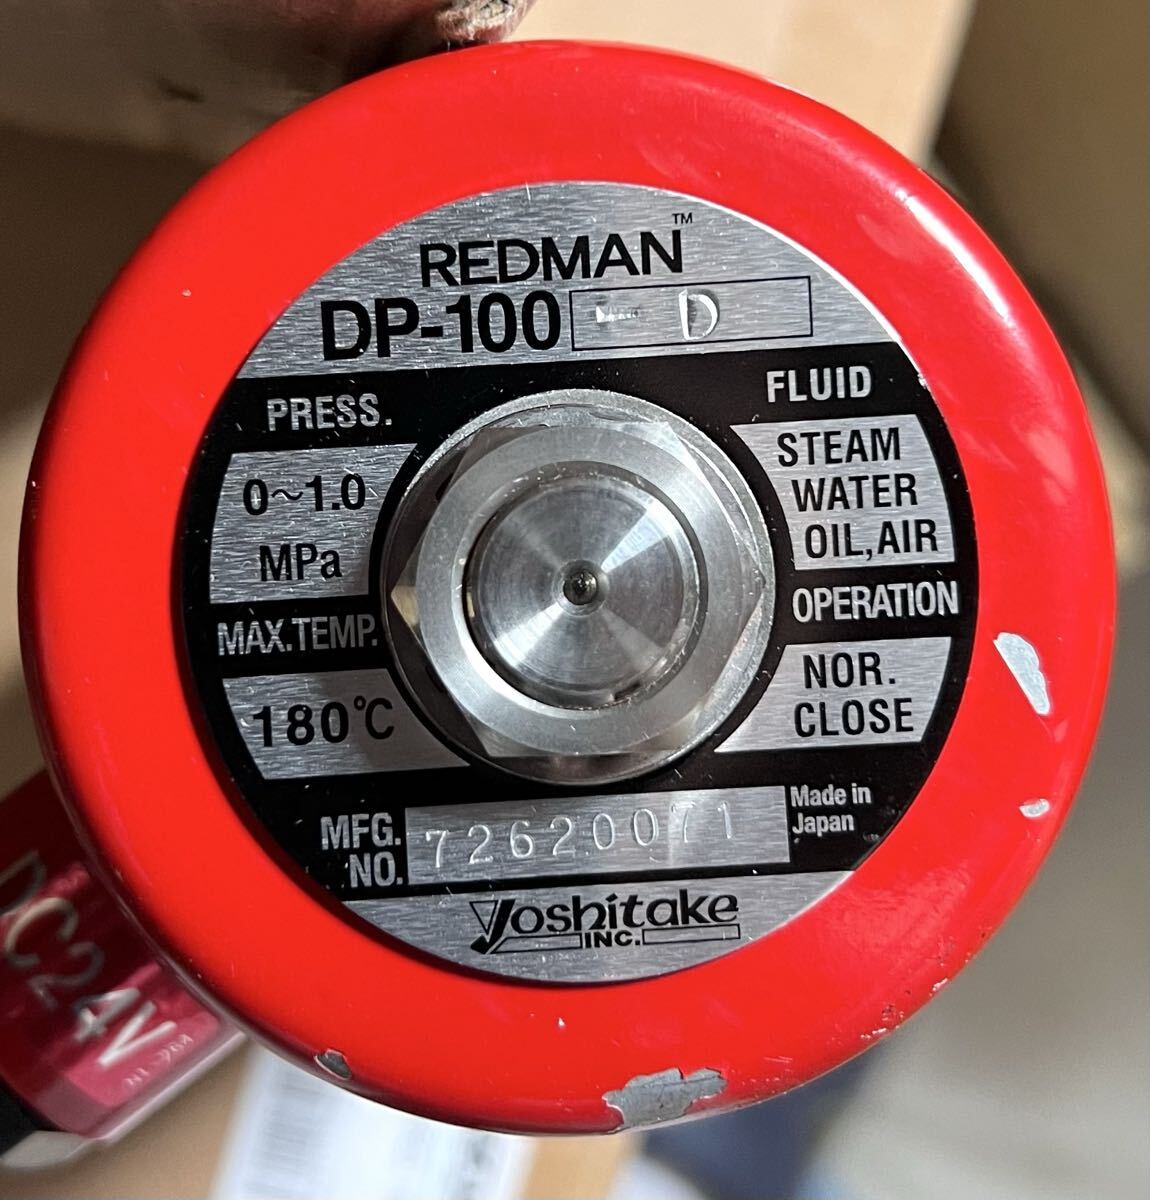 REDMAN™
DP-100 D
PRESS.
0~1.0
MPa
MAX.TEMP.
180℃
FLUID
STEAM
WATER
OIL,AIR
OPERATION
NOR.
CLOSE
MFG.
NO.
72620071
Made in
Japan
Yoshitake
INC.
DC24V